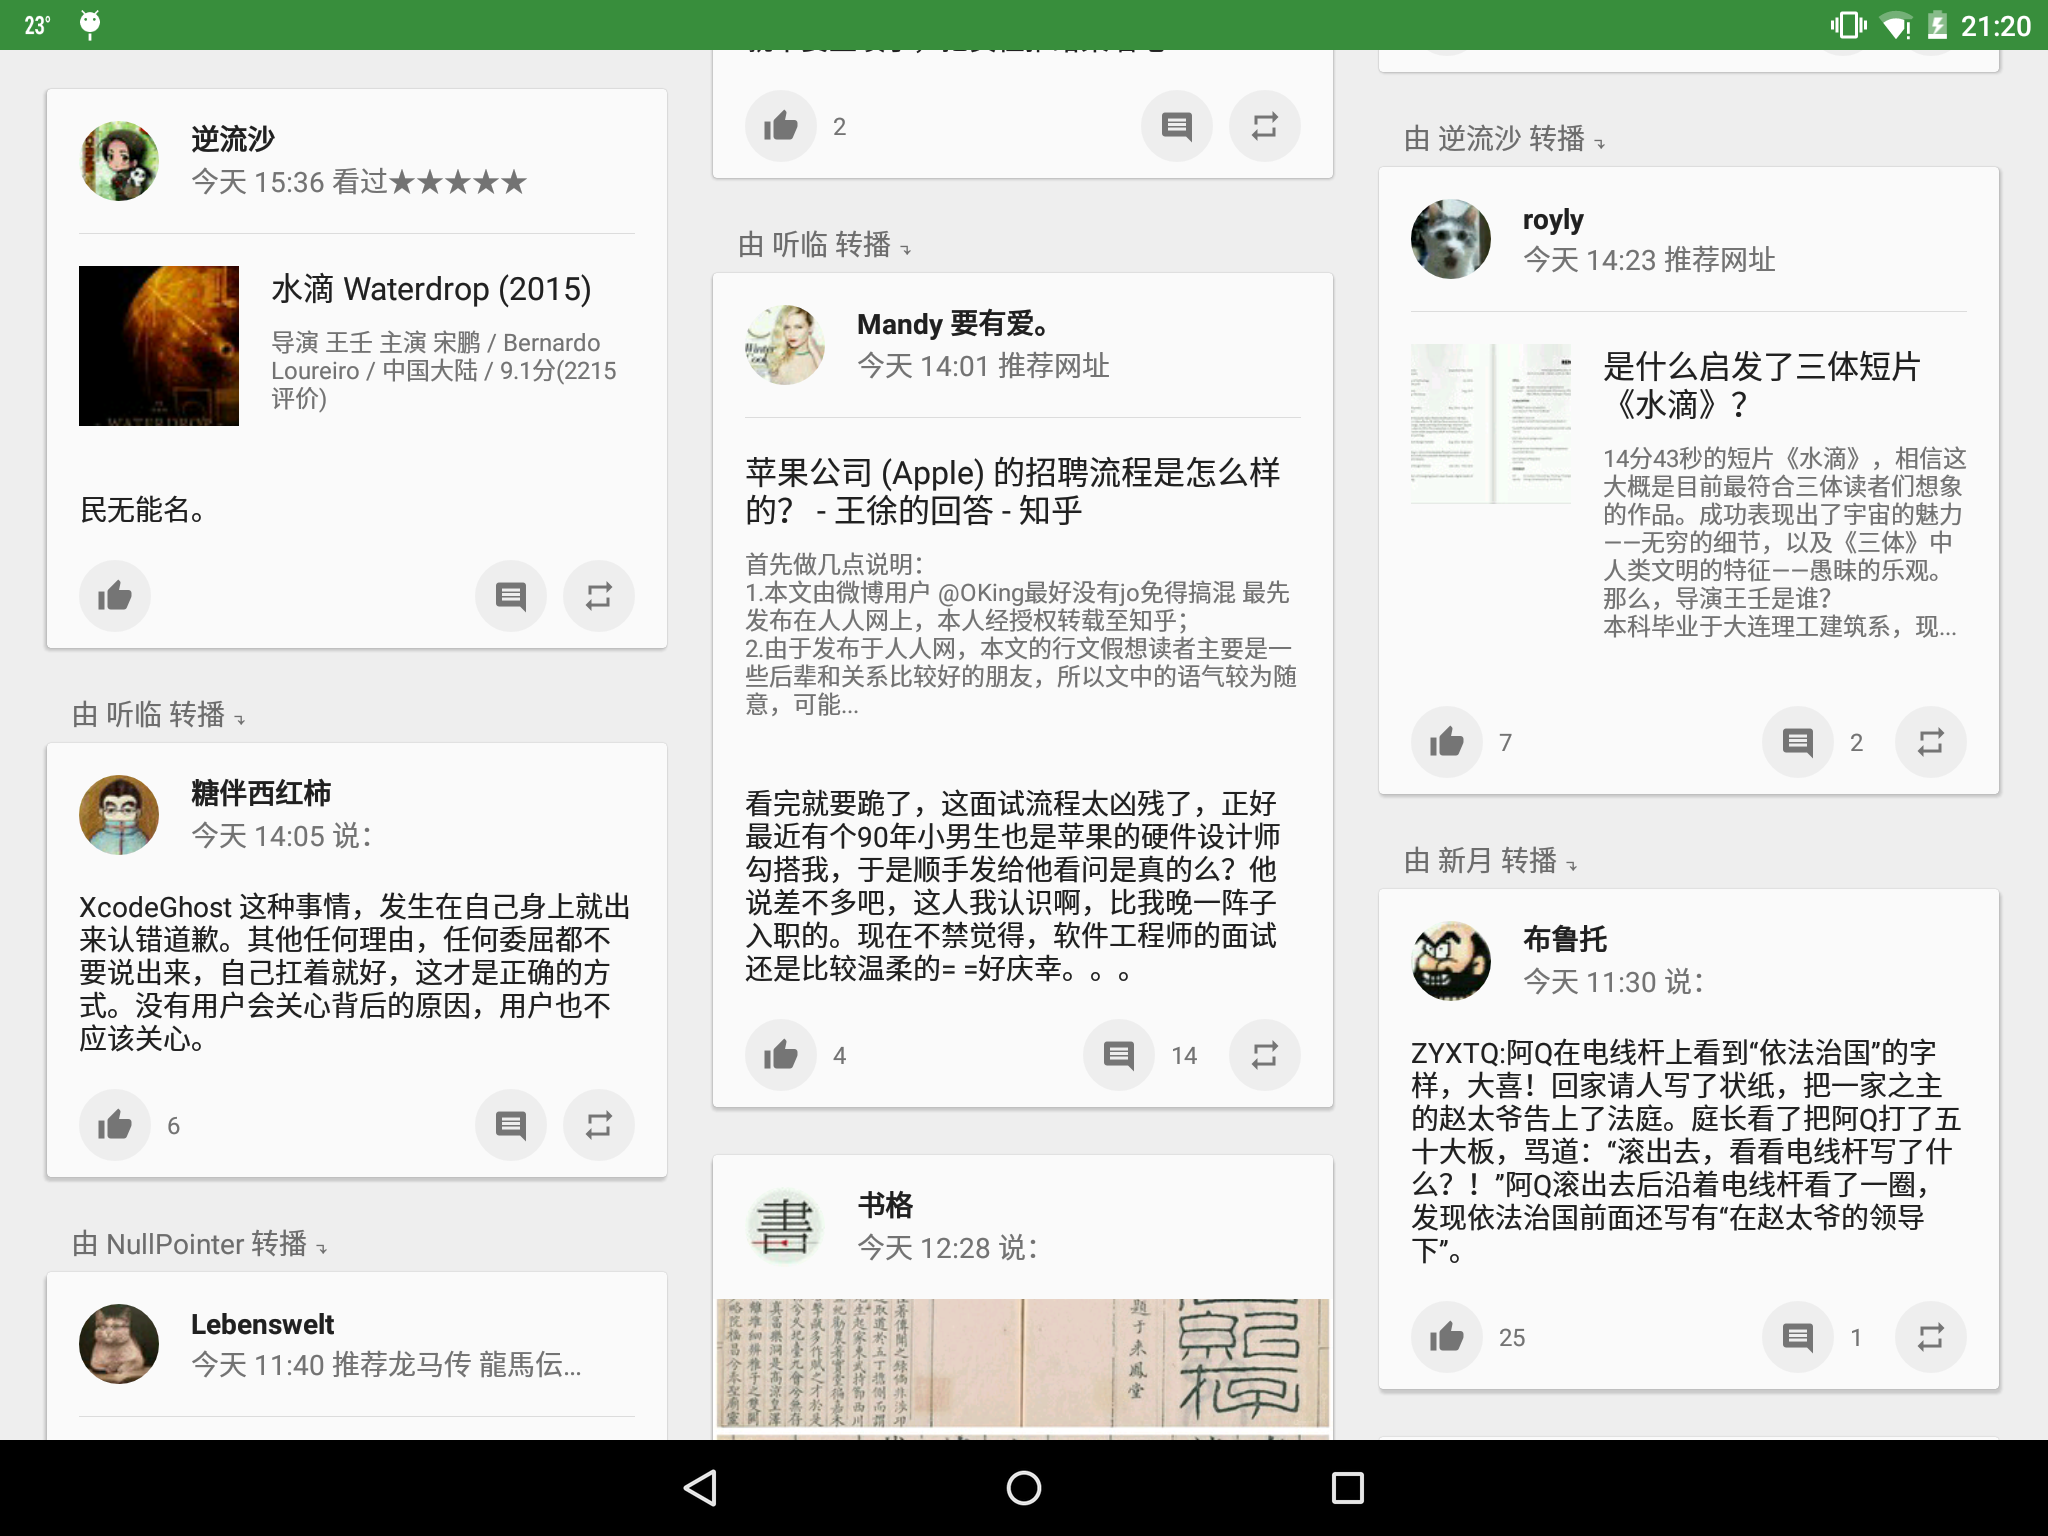 23°
21:20
逆流沙
今天 15:36 看过★★★★★
水滴 Waterdrop (2015)
导演 王壬 主演 宋鹏 / Bernardo
Loureiro / 中国大陆 / 9.1分(2215
评价)
民无能名。
由 听临 转播
糖伴西红柿
今天 14:05 说：
XcodeGhost 这种事情，发生在自己身上就出
来认错道歉。其他任何理由，任何委屈都不
要说出来，自己扛着就好，这才是正确的方
式。没有用户会关心背后的原因，用户也不
应该关心。
6
由 NullPointer 转播
Lebenswelt
今天 11:40 推荐龙马传 龍馬伝...
2
由 听临 转播
Mandy 要有爱。
今天 14:01 推荐网址
苹果公司 (Apple) 的招聘流程是怎么样
的？ - 王徐的回答 - 知乎
首先做几点说明：
1.本文由微博用户 @OKing最好没有jo免得搞混 最先
发布在人人网上，本人经授权转载至知乎；
2.由于发布于人人网，本文的行文假想读者主要是一
些后辈和关系比较好的朋友，所以文中的语气较为随
意，可能...
看完就要跪了，这面试流程太凶残了，正好
最近有个90年小男生也是苹果的硬件设计师
勾搭我，于是顺手发给他看问是真的么？他
说差不多吧，这人我认识啊，比我晚一阵子
入职的。现在不禁觉得，软件工程师的面试
还是比较温柔的= =好庆幸。。。
4
14
书格
今天 12:28 说：
題于来鳳堂
由 逆流沙 转播
royly
今天 14:23 推荐网址
是什么启发了三体短片
《水滴》？
14分43秒的短片《水滴》，相信这
大概是目前最符合三体读者们想象
的作品。成功表现出了宇宙的魅力
——无穷的细节，以及《三体》中
人类文明的特征——愚昧的乐观。
那么，导演王壬是谁？
本科毕业于大连理工建筑系，现...
7
2
由 新月 转播
布鲁托
今天 11:30 说：
ZYXTQ:阿Q在电线杆上看到“依法治国”的字
样，大喜！回家请人写了状纸，把一家之主
的赵太爷告上了法庭。庭长看了把阿Q打了五
十大板，骂道：“滚出去，看看电线杆写了什
么？！”阿Q滚出去后沿着电线杆看了一圈，
发现依法治国前面还写有“在赵太爷的领导
下”。
25
1